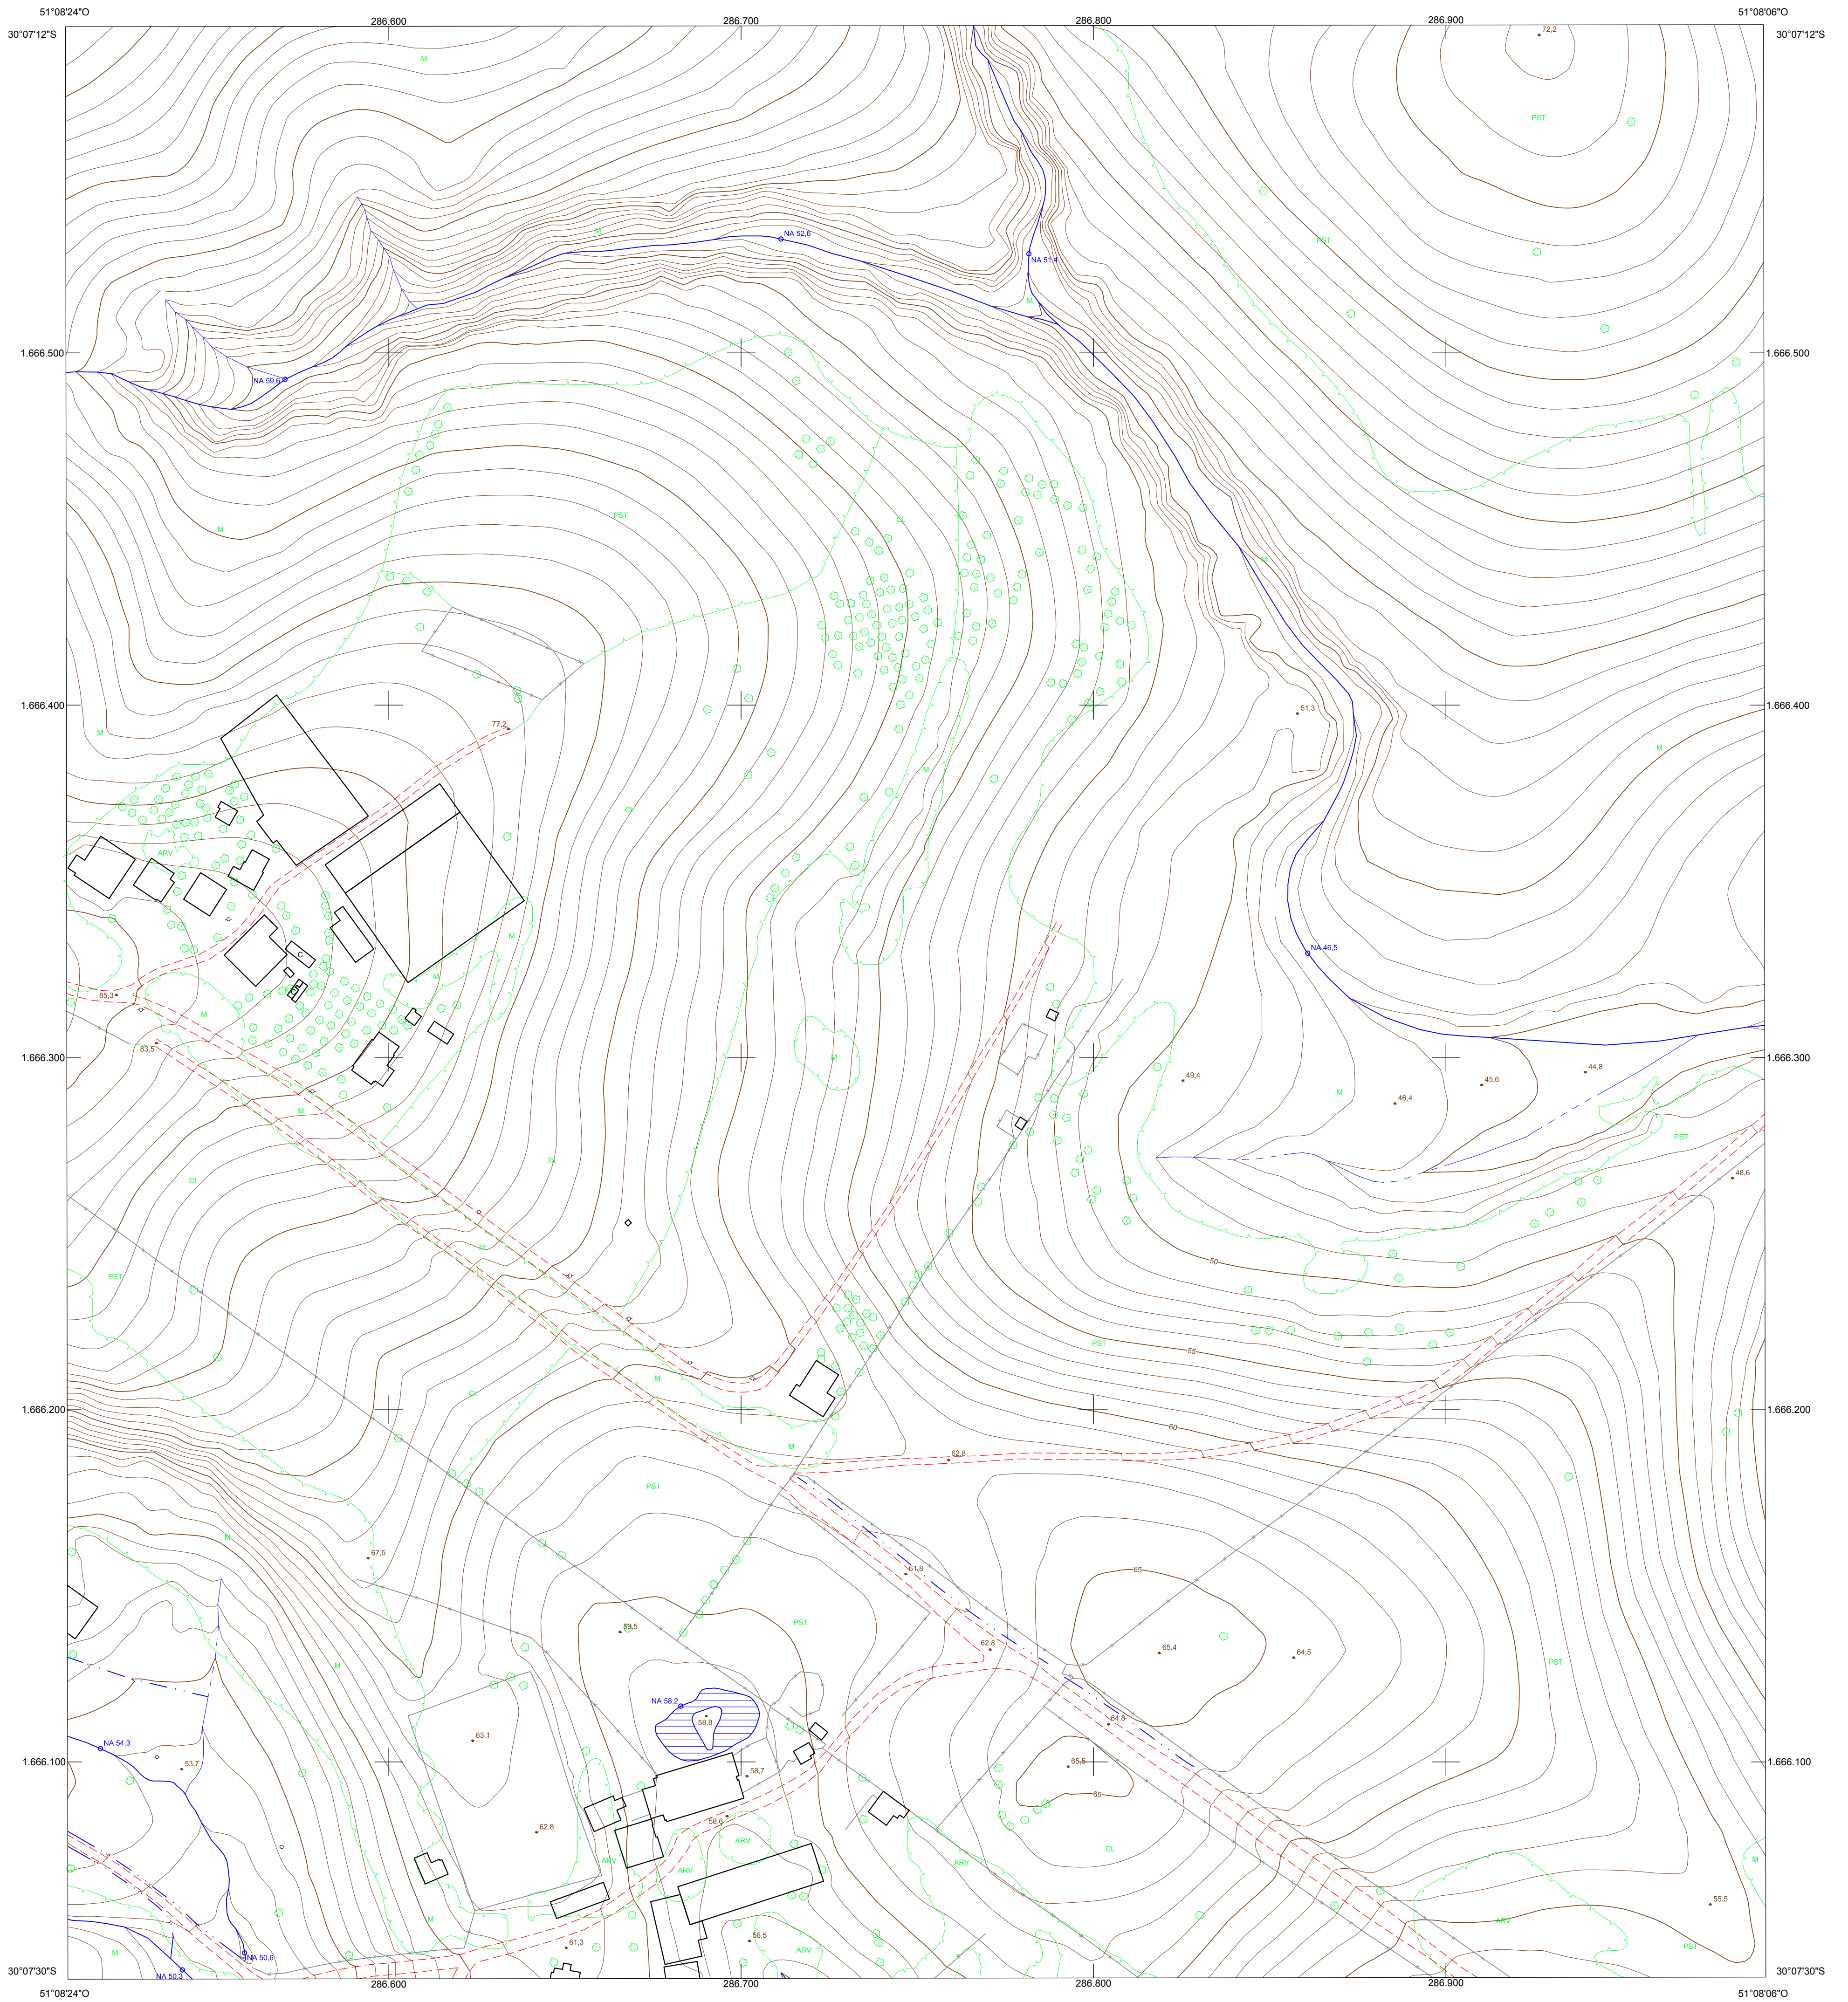 51°08'24"O
286.600
286.700
286.800
286.900
51°08'06"O
30°07'12"S
30°07'12"S
72,2
M
PST
M
NA 52,6
PST
NA 51,4
M
1.666.500
1.666.500
NA 59,6
PST
CL
M
M
1.666.400
1.666.400
77,2
51,3
M
M
M
CL
ARV
M
NA 46,5
C
M
85,3
M
83,5
1.666.300
1.666.300
M
44,8
49,4
45,6
46,4
M
M
PST
CL
CL
48,6
M
PST
50
PST
55
M
CL
1.666.200
1.666.200
60
M
62,8
PST
M
67,5
61,8
65
59,5
PST
62,8
65,4
64,5
M
PST
NA 58,2
58,8
64,6
63,1
NA 54,3
53,7
1.666.100
1.666.100
65,5
58,7
65
58,6
62,8
ARV
CL
ARV
ARV
ARV
M
55,5
M
ARV
61,3
56,5
ARV
M
NA 50,6
PST
NA 50,3
30°07'30"S
30°07'30"S
286.600
286.700
286.800
286.900
51°08'24"O
51°08'06"O